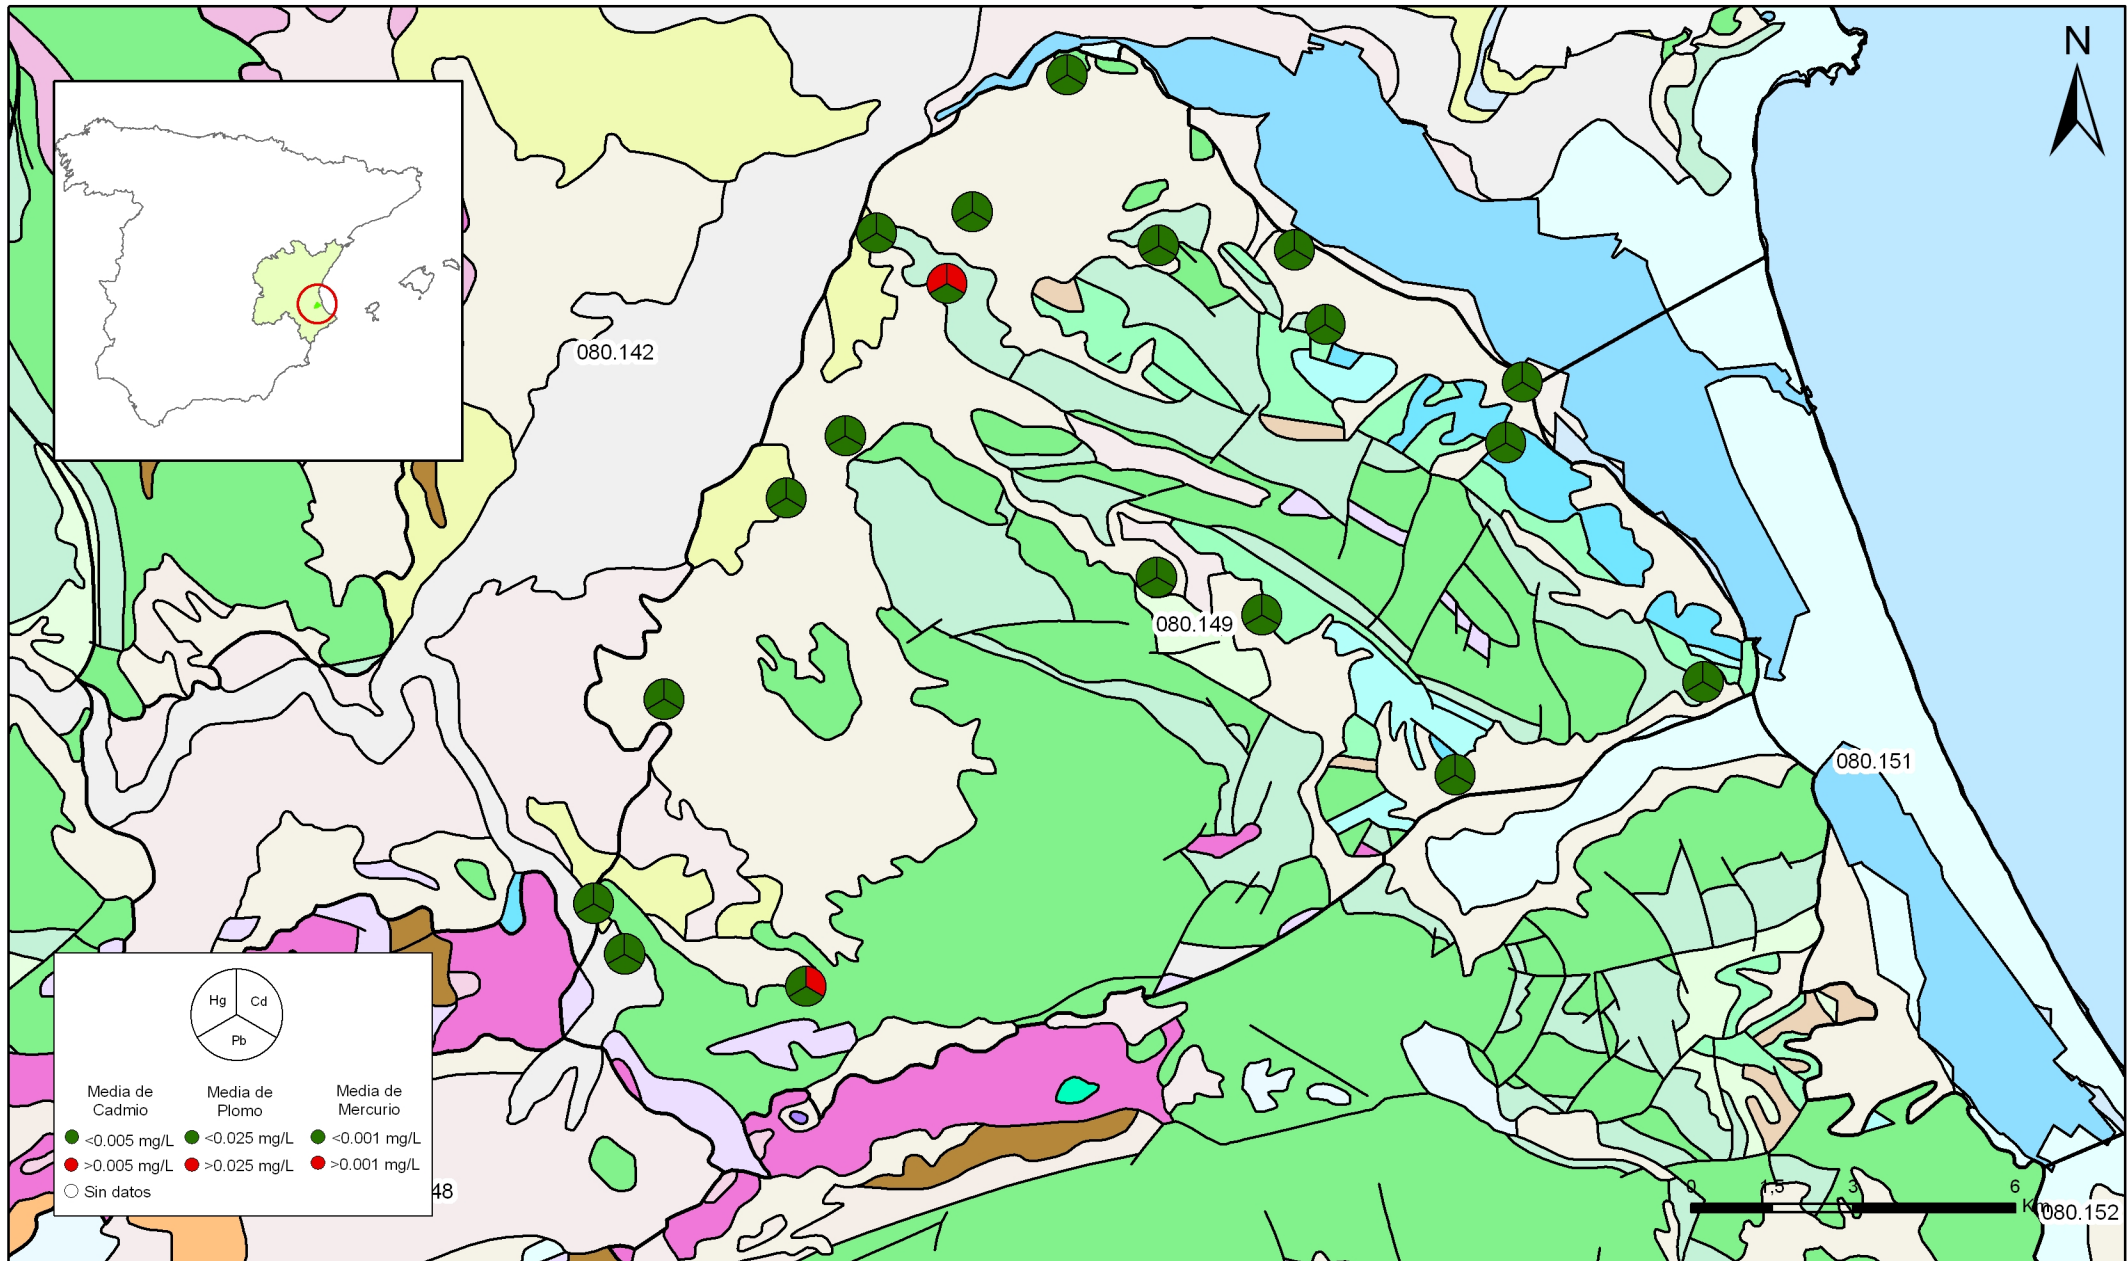 N
080.142
080.149
080.151
Hg
Cd
Pb
Media de
Cadmio
Media de
Plomo
Media de
Mercurio
<0.005 mg/L
<0.025 mg/L
<0.001 mg/L
>0.005 mg/L
>0.025 mg/L
>0.001 mg/L
Sin datos
48
0
1,5
3
6
Km
080.152